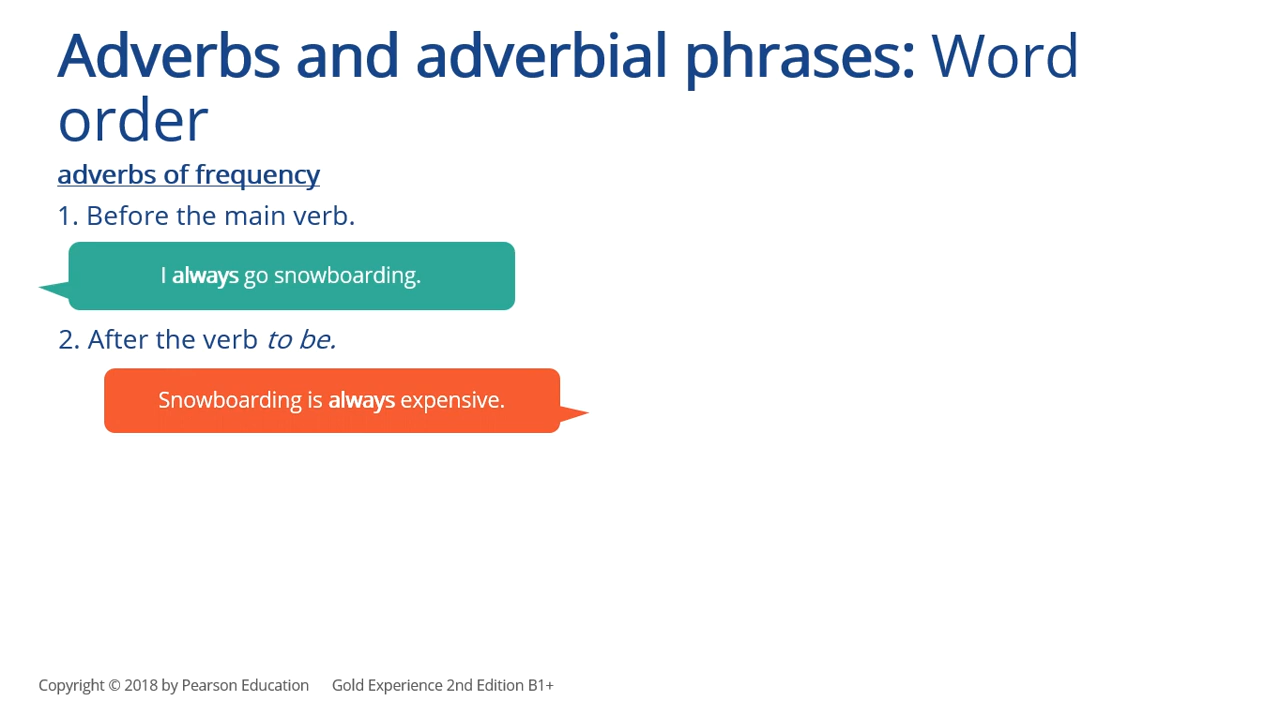 Adverbs and adverbial phrases: Word
order
adverbs of frequency
1. Before the main verb.
I always go snowboarding.
2. After the verb to be.
Snowboarding is always expensive.
Copyright © 2018 by Pearson Education Gold Experience 2nd Edition B1+